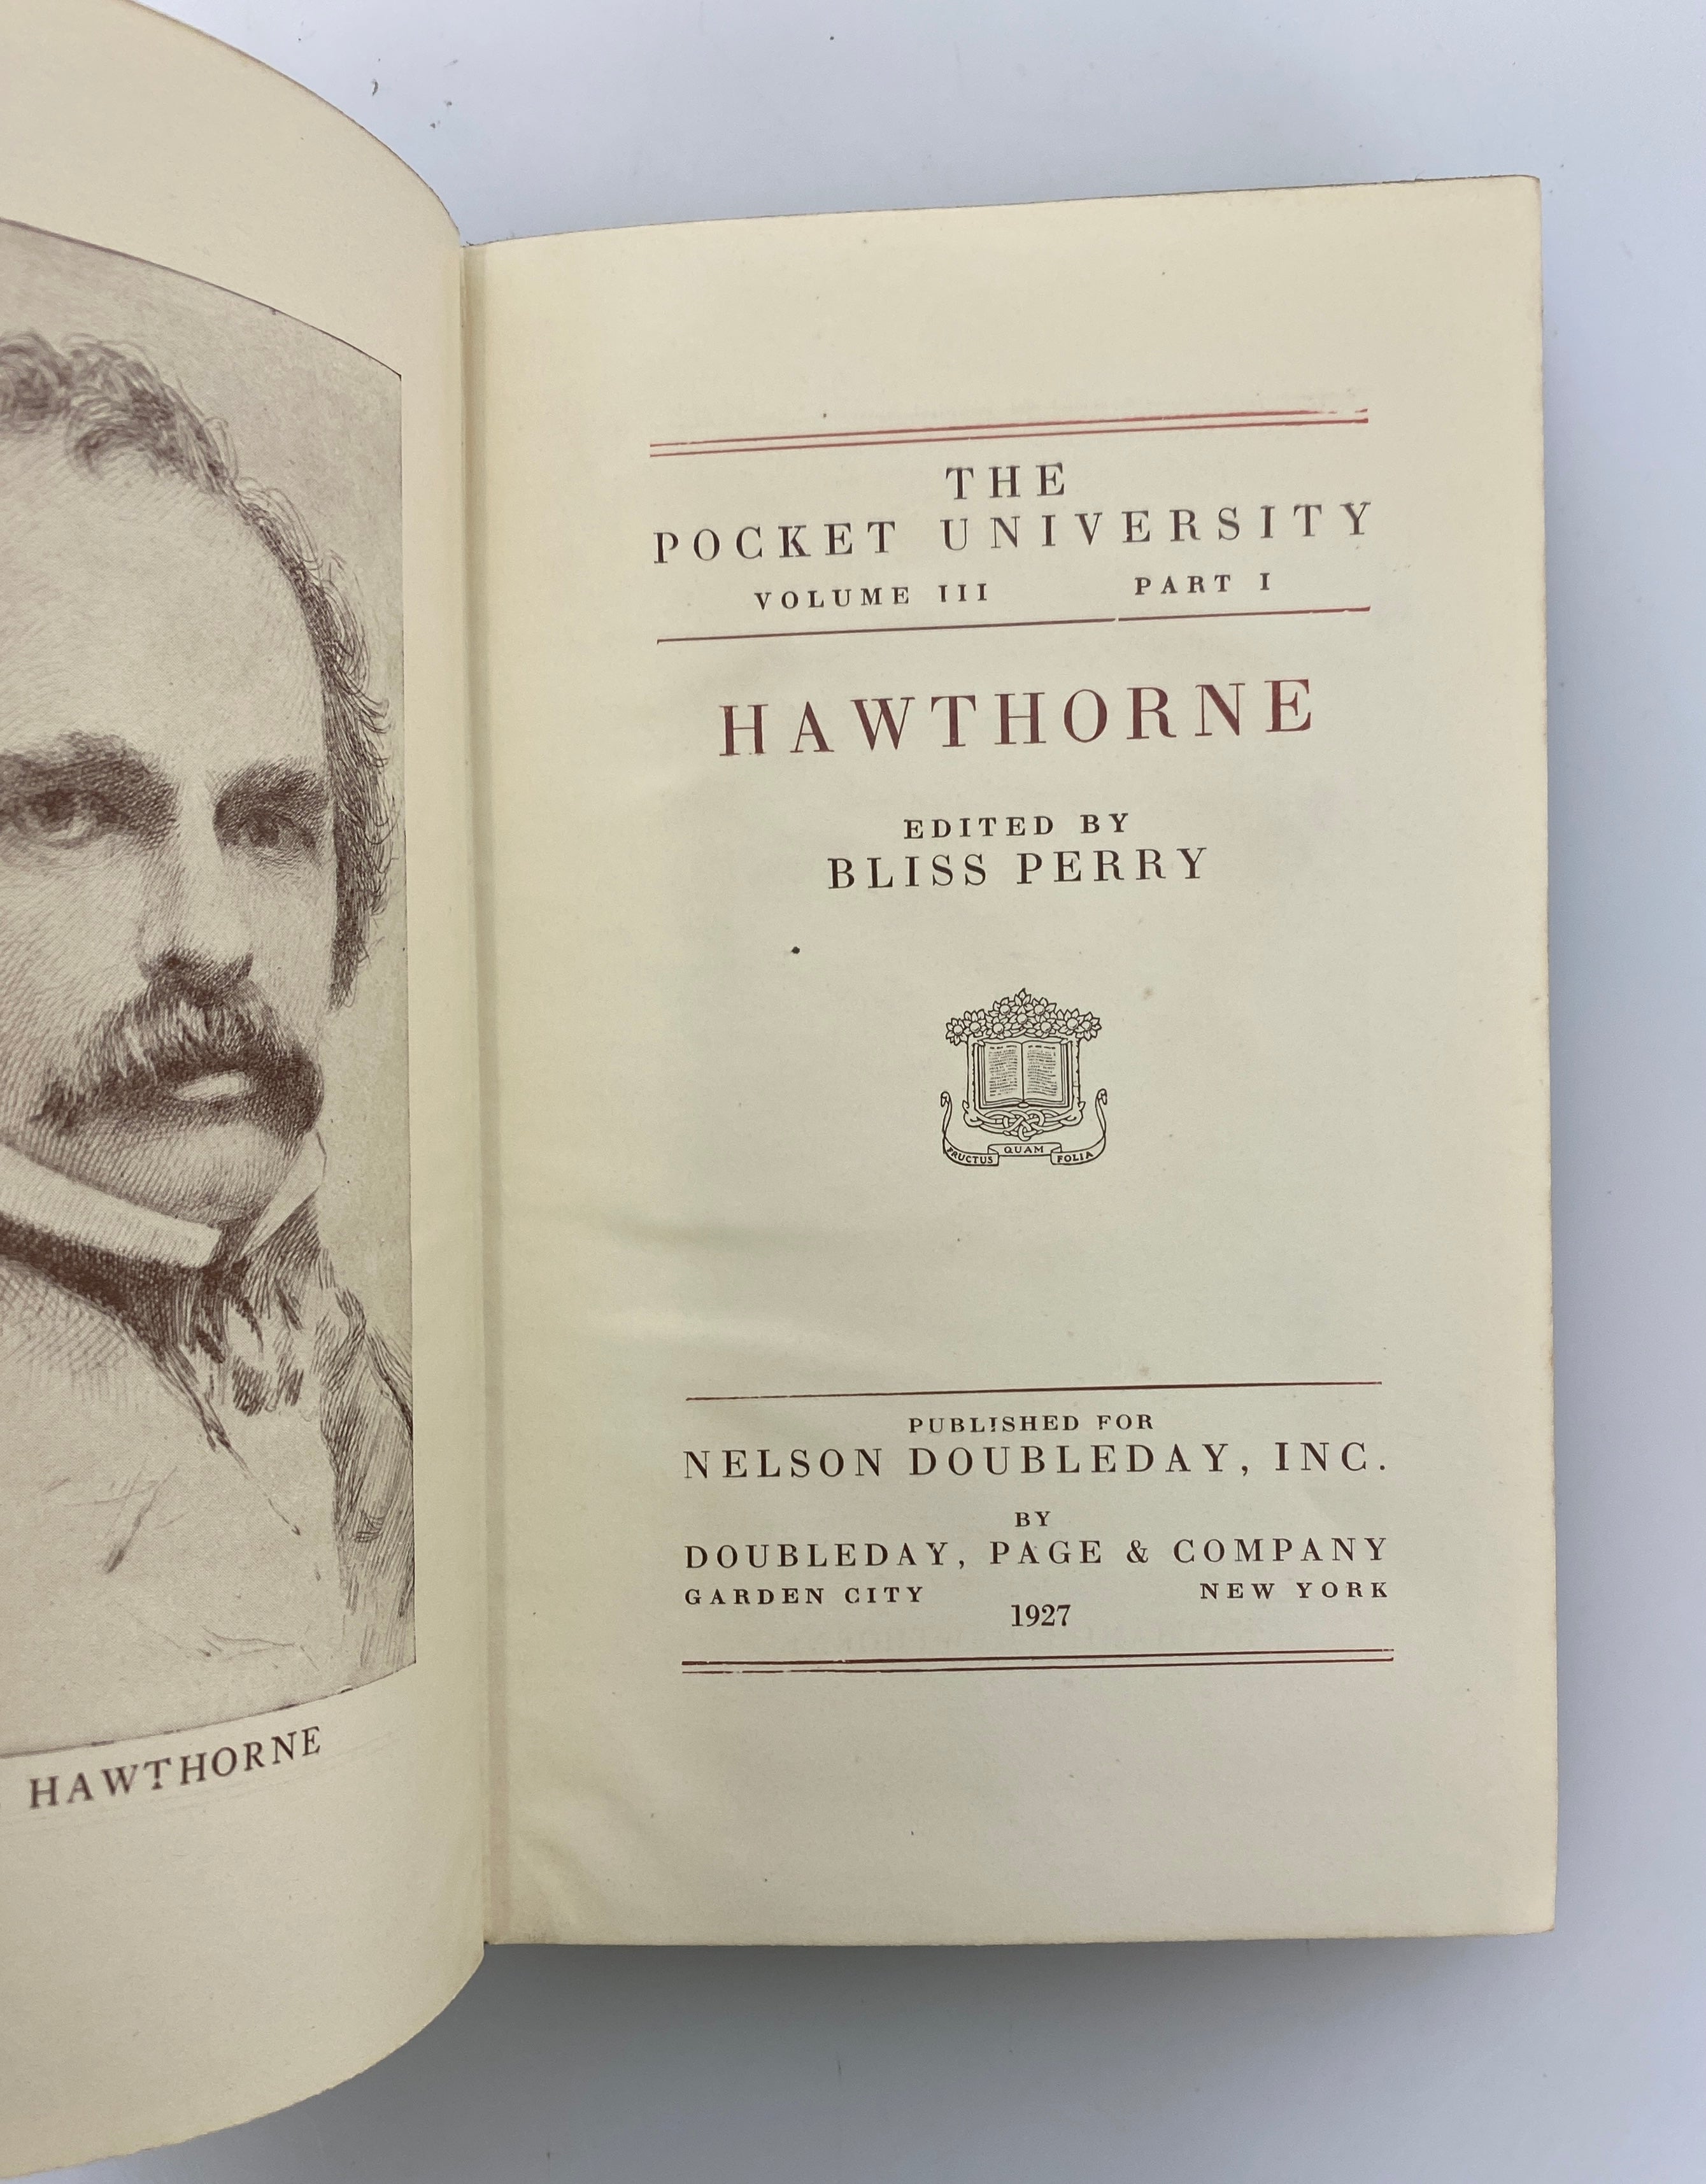 THE
POCKET UNIVERSITY
VOLUME III PART I
HAWTHORNE
EDITED BY
BLISS PERRY
FRUCTUS QUAM FOLIA
PUBLISHED FOR
NELSON DOUBLEDAY, INC.
BY
DOUBLEDAY, PAGE & COMPANY
GARDEN CITY NEW YORK
1927
HAWTHORNE